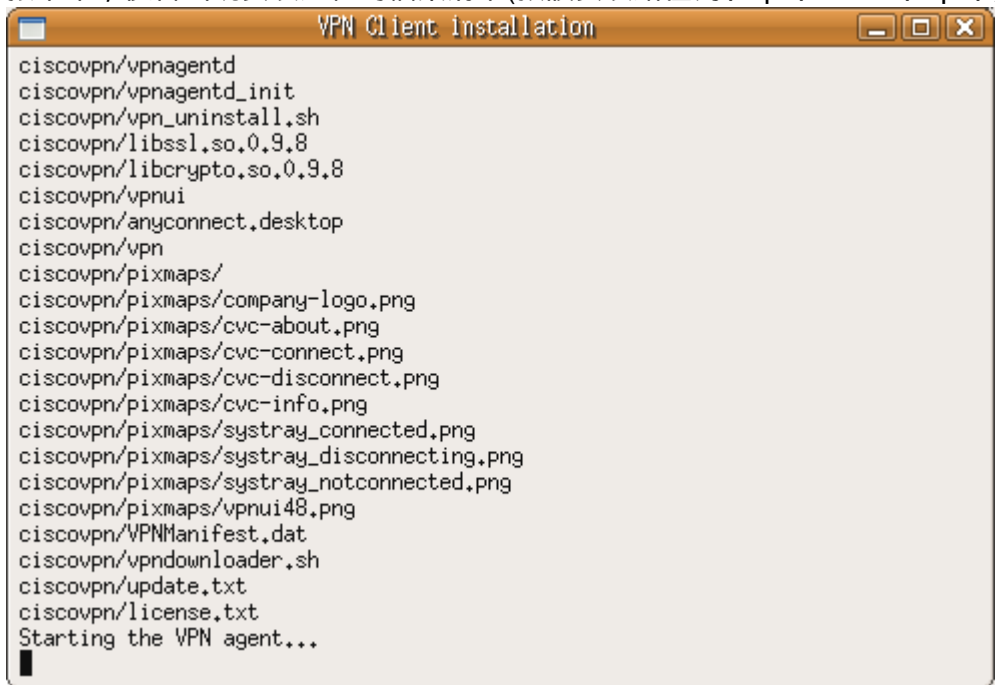 VPN Client installation
ciscovpn/vpnagentd
ciscovpn/vpnagentd_init
ciscovpn/vpn_uninstall.sh
ciscovpn/libssl.so.0.9.8
ciscovpn/libcrypto.so.0.9.8
ciscovpn/vpnui
ciscovpn/anyconnect.desktop
ciscovpn/vpn
ciscovpn/pixmaps/
ciscovpn/pixmaps/company-logo.png
ciscovpn/pixmaps/cvc-about.png
ciscovpn/pixmaps/cvc-connect.png
ciscovpn/pixmaps/cvc-disconnect.png
ciscovpn/pixmaps/cvc-info.png
ciscovpn/pixmaps/systray_connected.png
ciscovpn/pixmaps/systray_disconnecting.png
ciscovpn/pixmaps/systray_notconnected.png
ciscovpn/pixmaps/vpnui48.png
ciscovpn/VPNManifest.dat
ciscovpn/vpndownloader.sh
ciscovpn/update.txt
ciscovpn/license.txt
Starting the VPN agent...